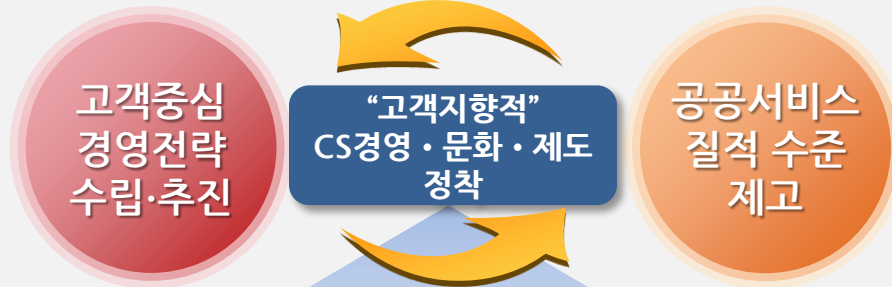 고객중심
경영전략
수립·추진
“고객지향적”
CS경영・문화・제도
정착
공공서비스
질적 수준
제고